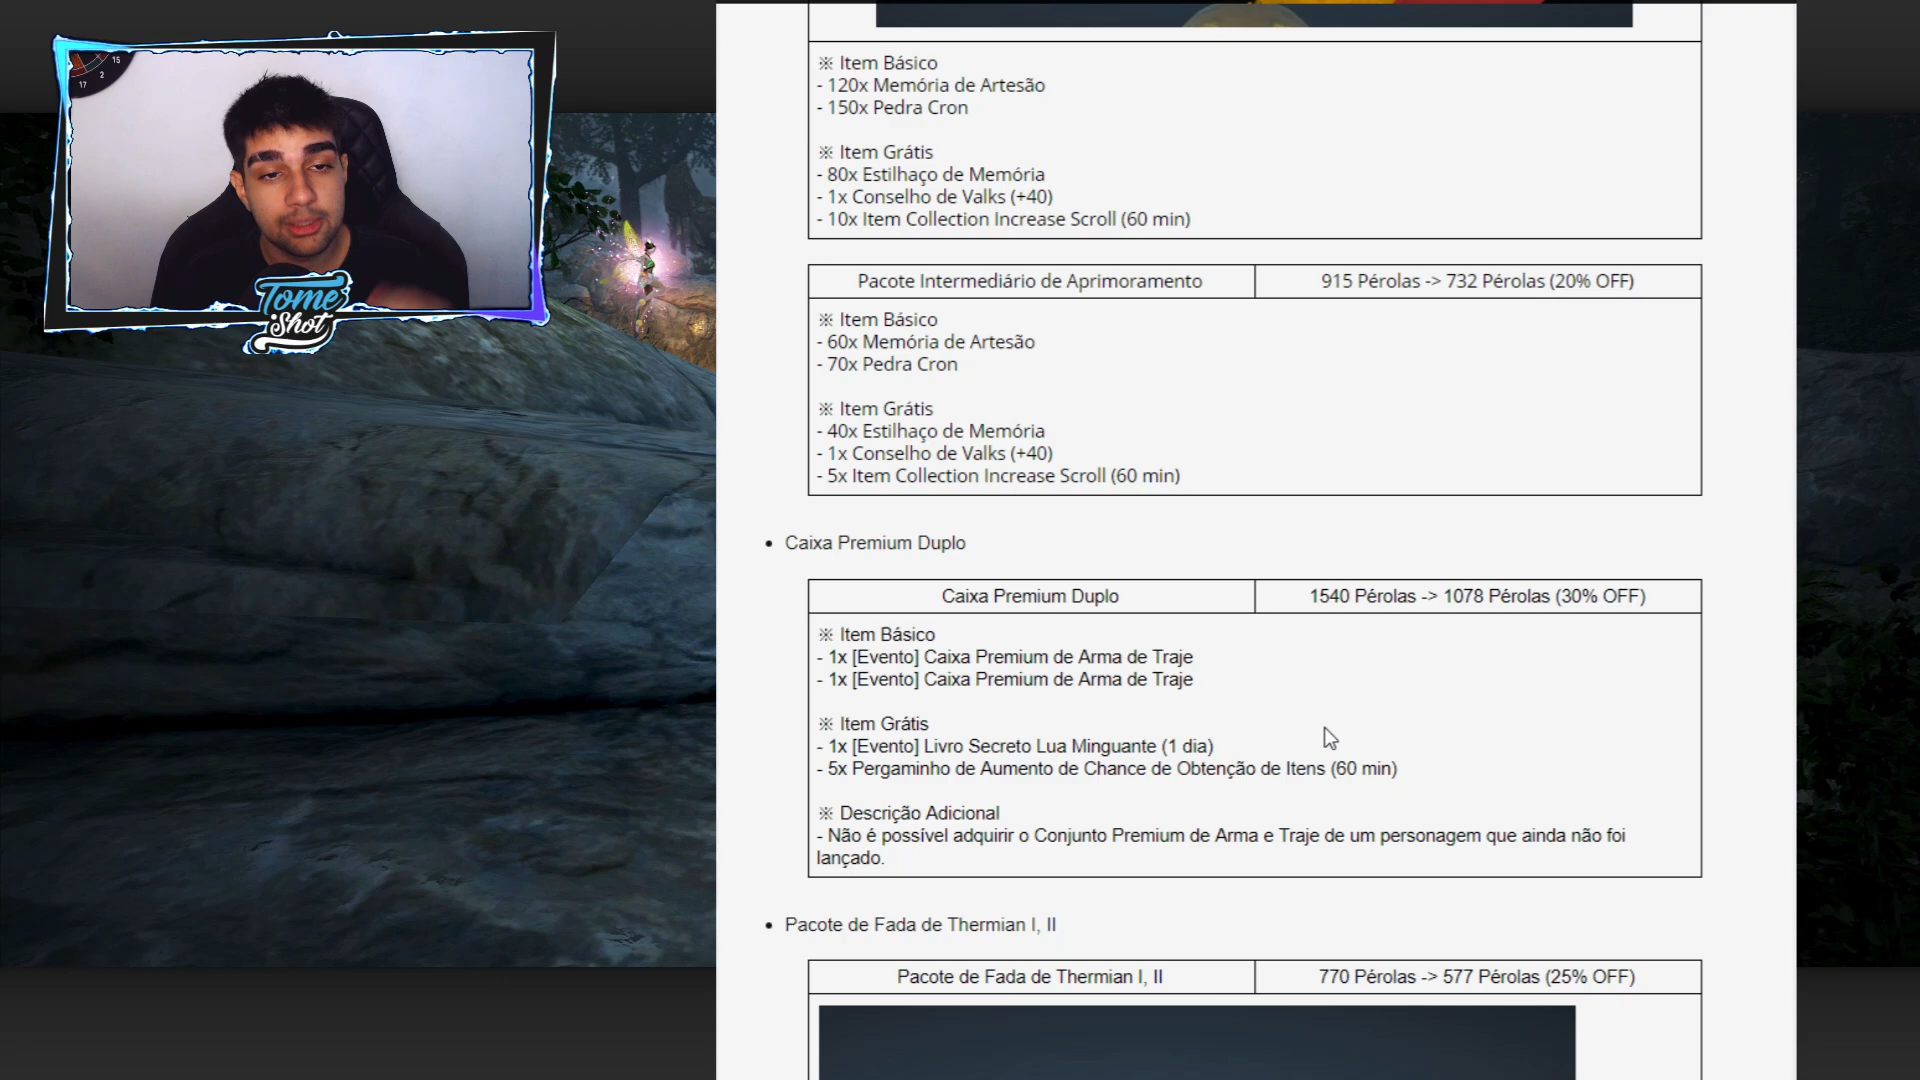 15
2
17
Tome
Shot
※ Item Básico
- 120x Memória de Artesão
- 150x Pedra Cron
※ Item Grátis
- 80x Estilhaço de Memória
- 1x Conselho de Valks (+40)
- 10x Item Collection Increase Scroll (60 min)
Pacote Intermediário de Aprimoramento
915 Pérolas -> 732 Pérolas (20% OFF)
※ Item Básico
- 60x Memória de Artesão
- 70x Pedra Cron
※ Item Grátis
- 40x Estilhaço de Memória
- 1x Conselho de Valks (+40)
- 5x Item Collection Increase Scroll (60 min)
• Caixa Premium Duplo
Caixa Premium Duplo
1540 Pérolas -> 1078 Pérolas (30% OFF)
※ Item Básico
- 1x [Evento] Caixa Premium de Arma de Traje
- 1x [Evento] Caixa Premium de Arma de Traje
※ Item Grátis
- 1x [Evento] Livro Secreto Lua Minguante (1 dia)
- 5x Pergaminho de Aumento de Chance de Obtenção de Itens (60 min)
※ Descrição Adicional
- Não é possível adquirir o Conjunto Premium de Arma e Traje de um personagem que ainda não foi
lançado.
• Pacote de Fada de Thermian I, II
Pacote de Fada de Thermian I, II
770 Pérolas -> 577 Pérolas (25% OFF)